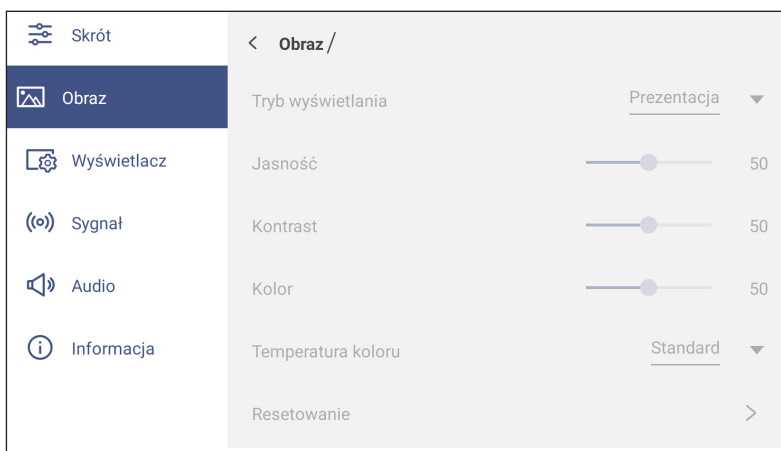 Skrót
Obraz
Wyświetlacz
Sygnał
Audio
Informacja
< Obraz /
Tryb wyświetlania Prezentacja
Jasność 50
Kontrast 50
Kolor 50
Temperatura koloru Standard
Resetowanie >